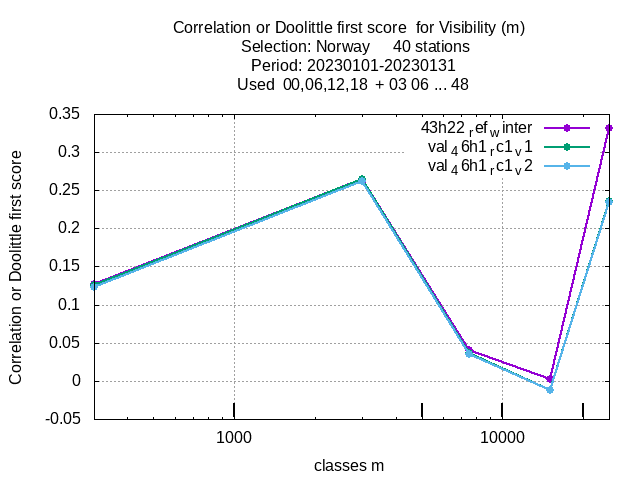 Correlation or Doolittle first score  for Visibility (m)
Selection: Norway     40 stations
Period: 20230101-20230131
Used  00,06,12,18  + 03 06 ... 48
0.35
0.3
0.25
0.2
0.15
0.1
0.05
0
-0.05
Correlation or Doolittle first score
43h22_ref_winter
val_46h1_rc1_v1
val_46h1_rc1_v2
1000
10000
classes m